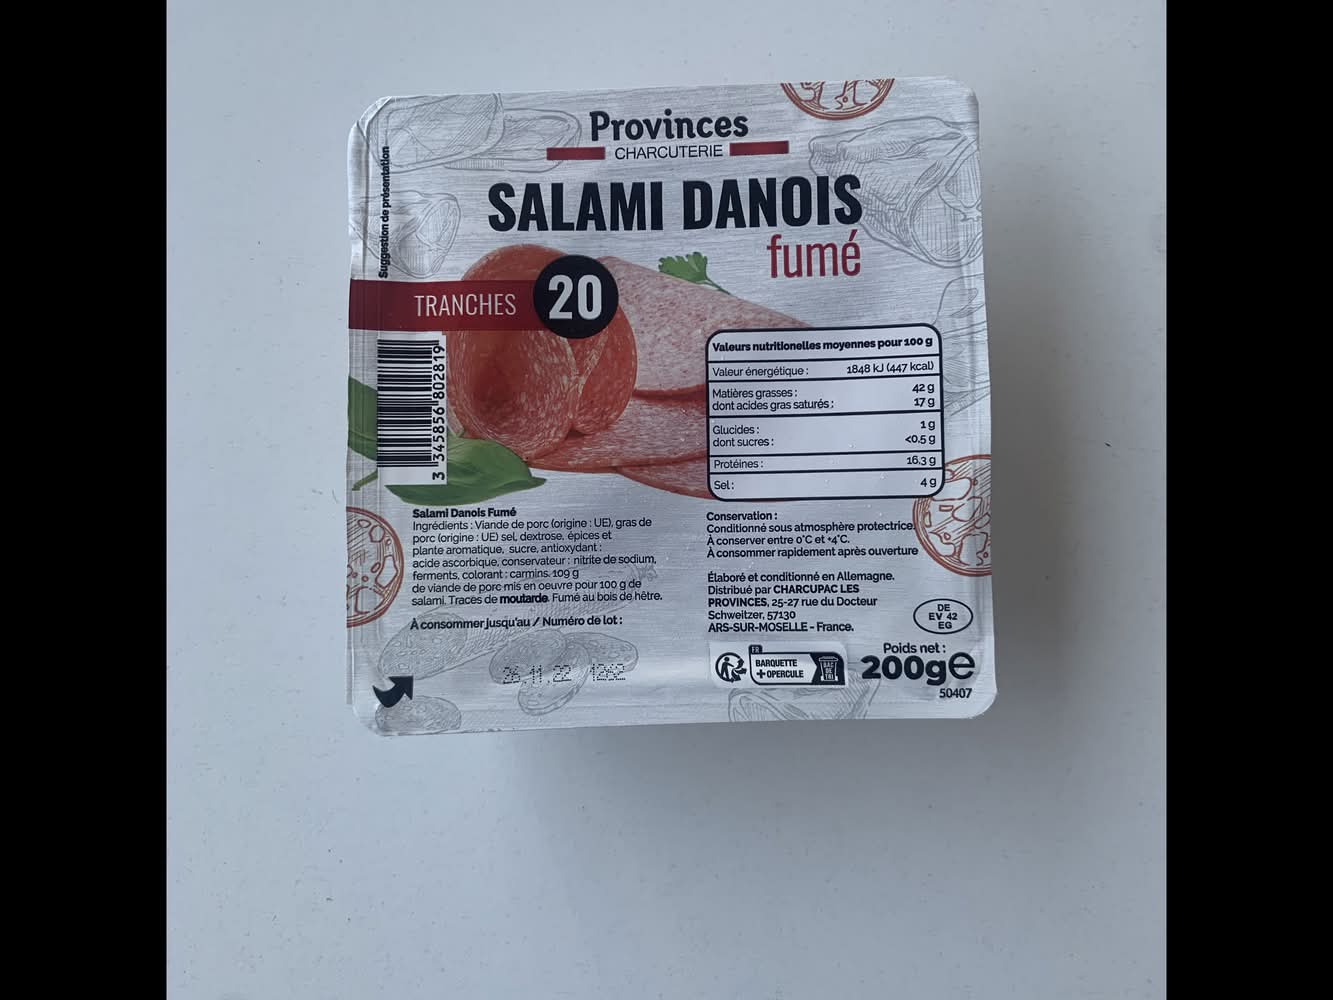 Provinces
CHARCUTERIE
SALAMI DANOIS
fumé
Suggestion de présentation
TRANCHES 20
3 345856 802819
Valeurs nutritionelles moyennes pour 100 g
Valeur énergétique : 1848 kJ (447 kcal)
Matières grasses : 42 g
dont acides gras saturés : 17 g
Glucides : 1 g
dont sucres : <0.5 g
Protéines : 16.3 g
Sel : 4 g
Salami Danois Fumé
Ingrédients : Viande de porc (origine : UE), gras de
porc (origine : UE) sel, dextrose, épices et
plante aromatique, sucre, antioxydant :
acide ascorbique, conservateur : nitrite de sodium,
ferments, colorant : carmins. 109 g
de viande de porc mis en oeuvre pour 100 g de
salami. Traces de moutarde. Fumé au bois de hêtre.
À consommer jusqu'au / Numéro de lot :
26.11.22 1262
Conservation :
Conditionné sous atmosphère protectrice.
À conserver entre 0°C et +4°C.
À consommer rapidement après ouverture
Élaboré et conditionné en Allemagne.
Distribué par CHARCUPAC LES
PROVINCES, 25-27 rue du Docteur
Schweitzer, 57130
ARS-SUR-MOSELLE - France.
DE
EV 42
EG
FR
BARQUETTE
+ OPERCULE
BAC
DE
TRI
Poids net :
200g e
50407